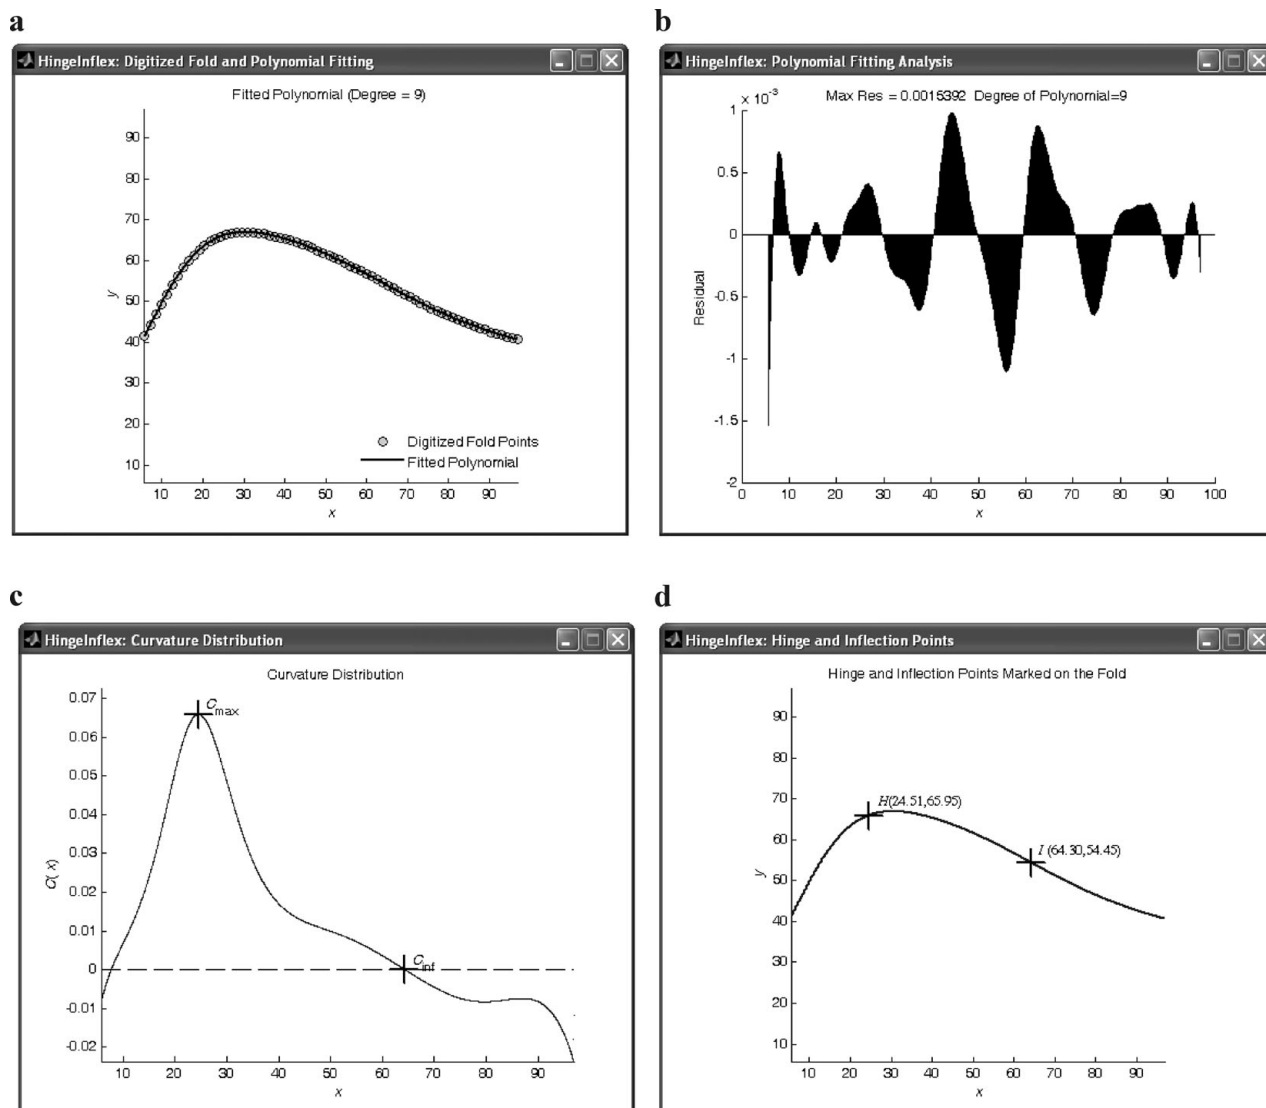 a
HingeInflex: Digitized Fold and Polynomial Fitting
Fitted Polynomial (Degree = 9)
90
80
70
60
50
40
30
20
10
y
Digitized Fold Points
Fitted Polynomial
10 20 30 40 50 60 70 80 90
x
b
HingeInflex: Polynomial Fitting Analysis
× 10-3
Max Res = 0.0015392 Degree of Polynomial=9
1
0.5
0
-0.5
-1
-1.5
-2
Residual
0 10 20 30 40 50 60 70 80 90 100
x
c
HingeInflex: Curvature Distribution
Curvature Distribution
0.07
0.06
0.05
0.04
0.03
0.02
0.01
0
-0.01
-0.02
C(x)
Cmax
Cinf
10 20 30 40 50 60 70 80 90
x
d
HingeInflex: Hinge and Inflection Points
Hinge and Inflection Points Marked on the Fold
90
80
70
60
50
40
30
20
10
y
H(24.51,65.95)
I (64.30,54.45)
10 20 30 40 50 60 70 80 90
x